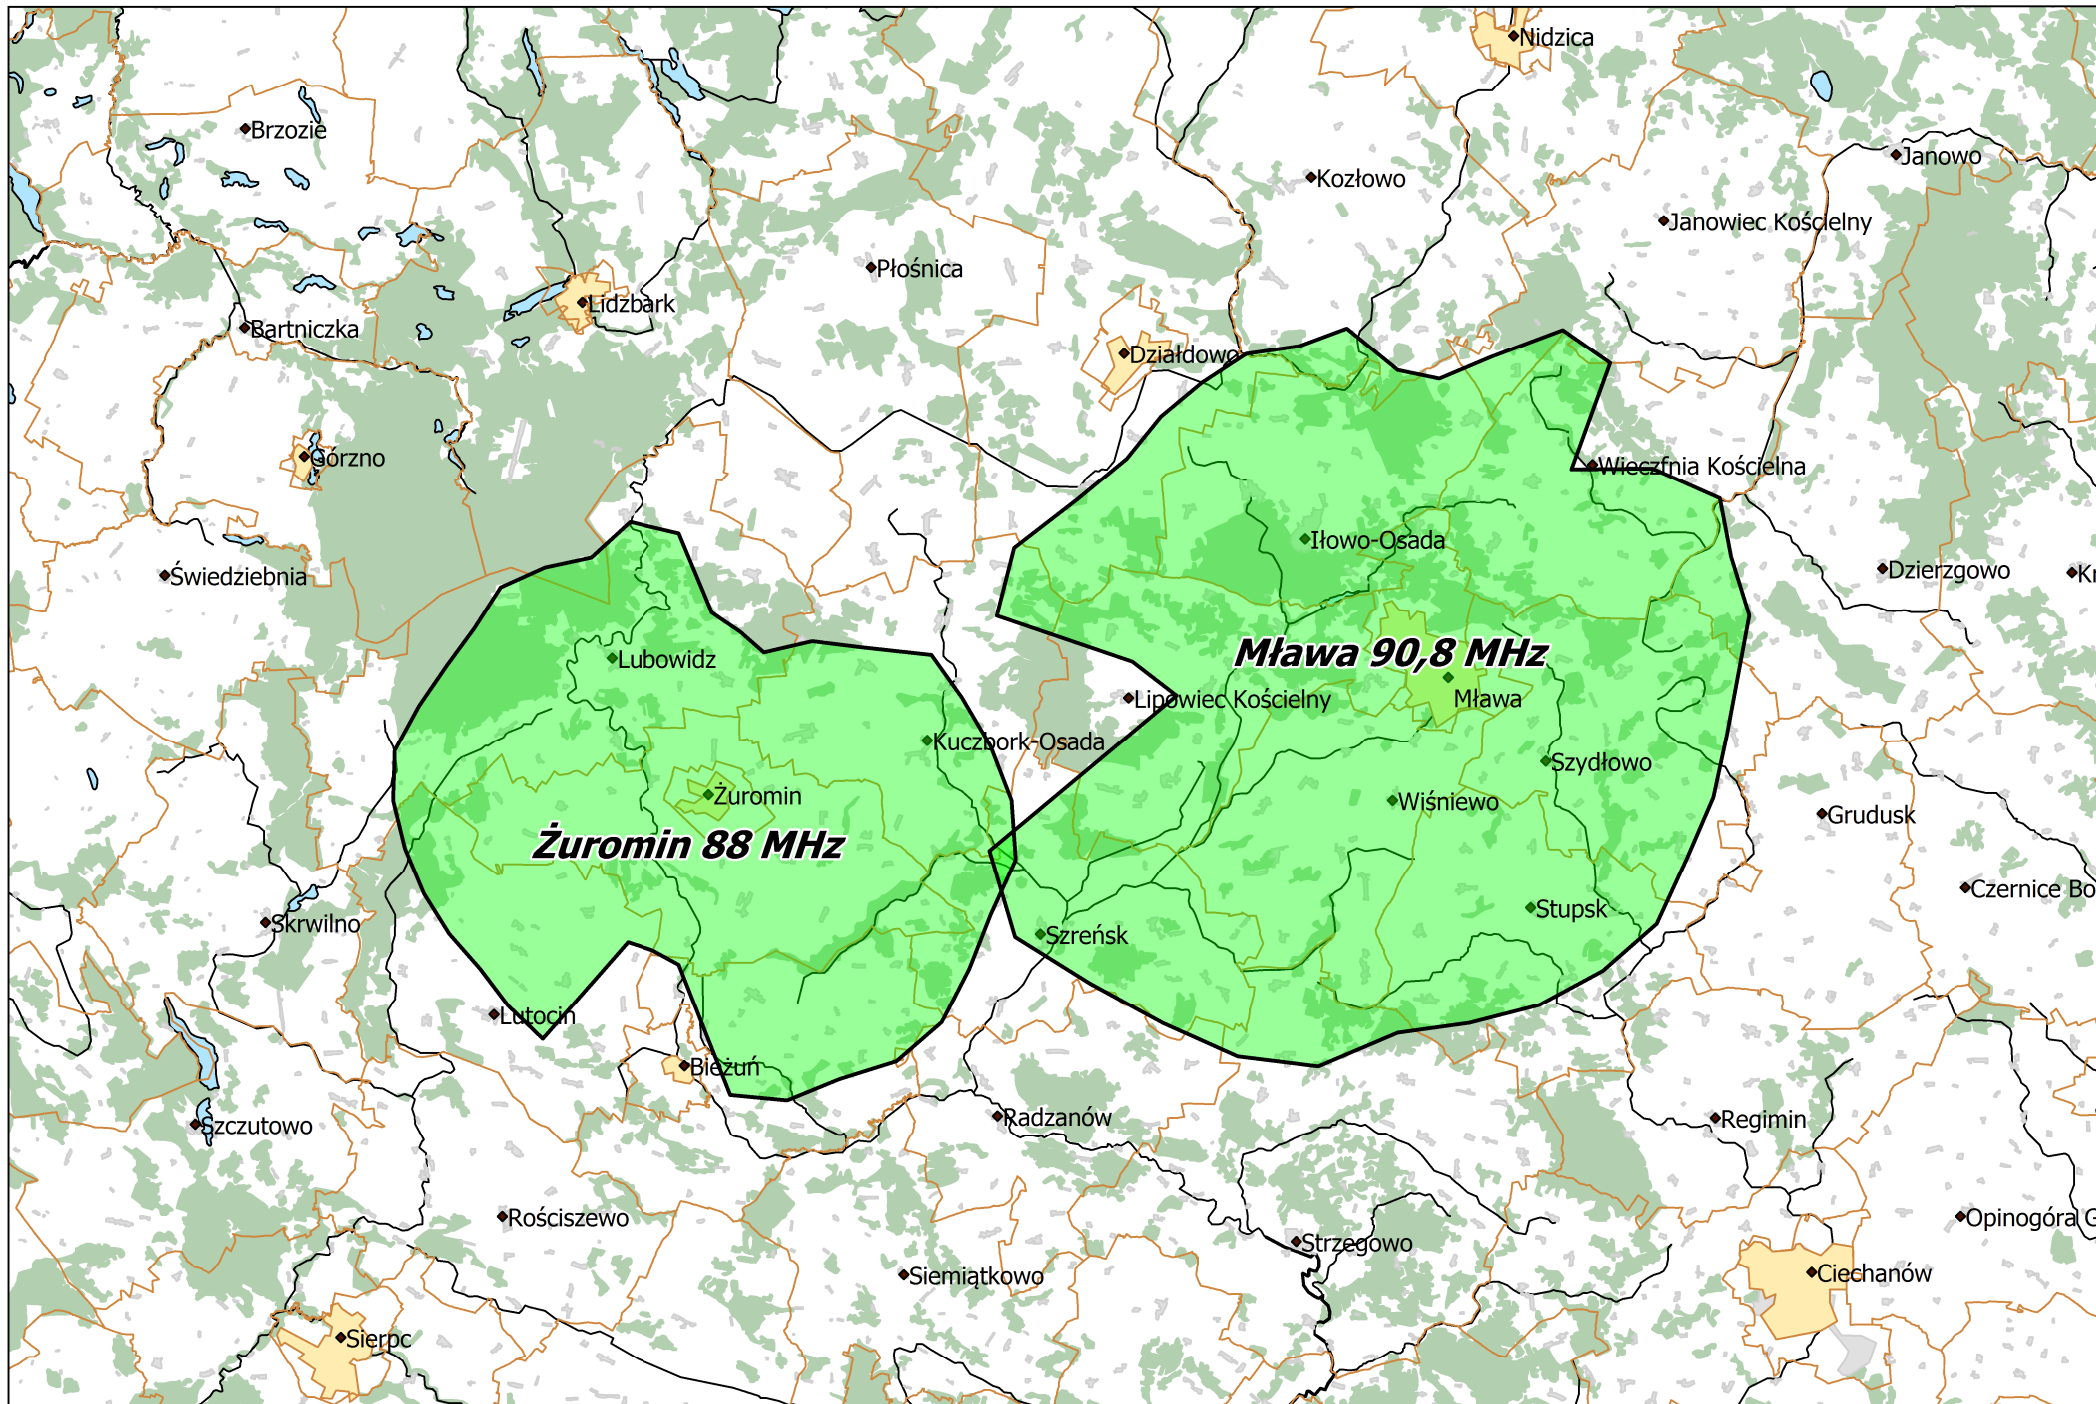 Nidzica
Brzozie
Janowo
Kozłowo
Janowiec Kościelny
Płośnica
Lidzbark
Bartniczka
Działdowo
Górzno
Wieczfnia Kościelna
Iłowo-Osada
Świedziebnia
Dzierzgowo
Kr
Lubowidz
Mława 90,8 MHz
Lipowiec Kościelny
Mława
Kuczbork-Osada
Szydłowo
Żuromin
Wiśniewo
Grudusk
Żuromin 88 MHz
Czernice Bo
Stupsk
Skrwilno
Szreńsk
Lutocin
Bieżuń
Radzanów
Regimin
Szczutowo
Rościszewo
Opinogóra G
Strzegowo
Siemiątkowo
Ciechanów
Sierpc